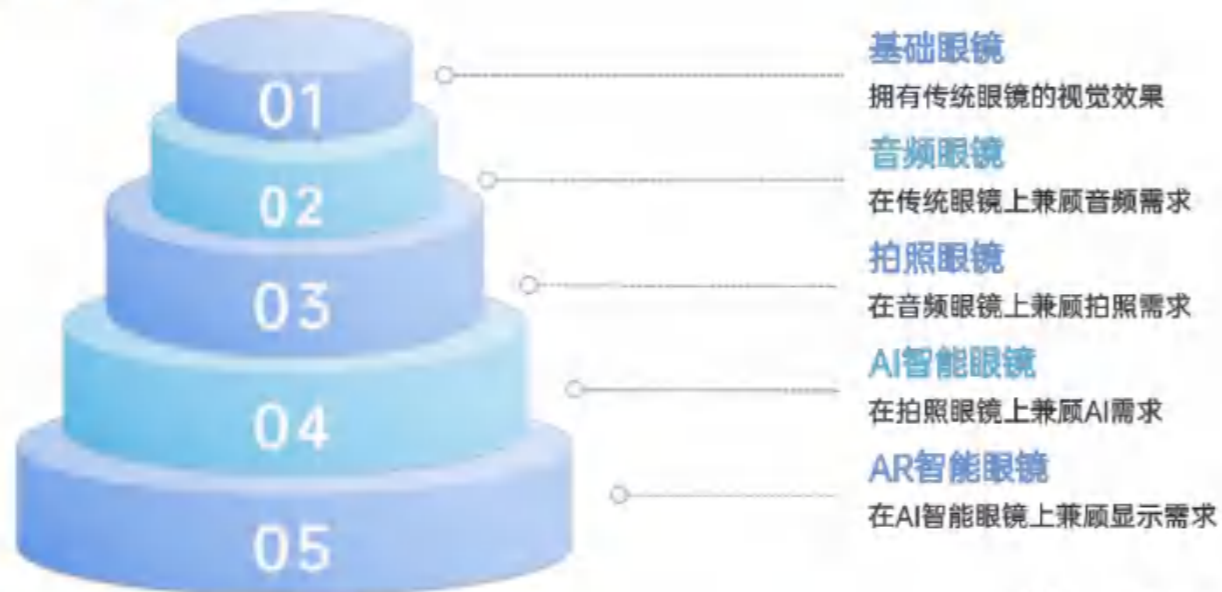 01
基础眼镜
拥有传统眼镜的视觉效果
02
音频眼镜
在传统眼镜上兼顾音频需求
03
拍照眼镜
在音频眼镜上兼顾拍照需求
04
AI智能眼镜
在拍照眼镜上兼顾AI需求
05
AR智能眼镜
在AI智能眼镜上兼顾显示需求